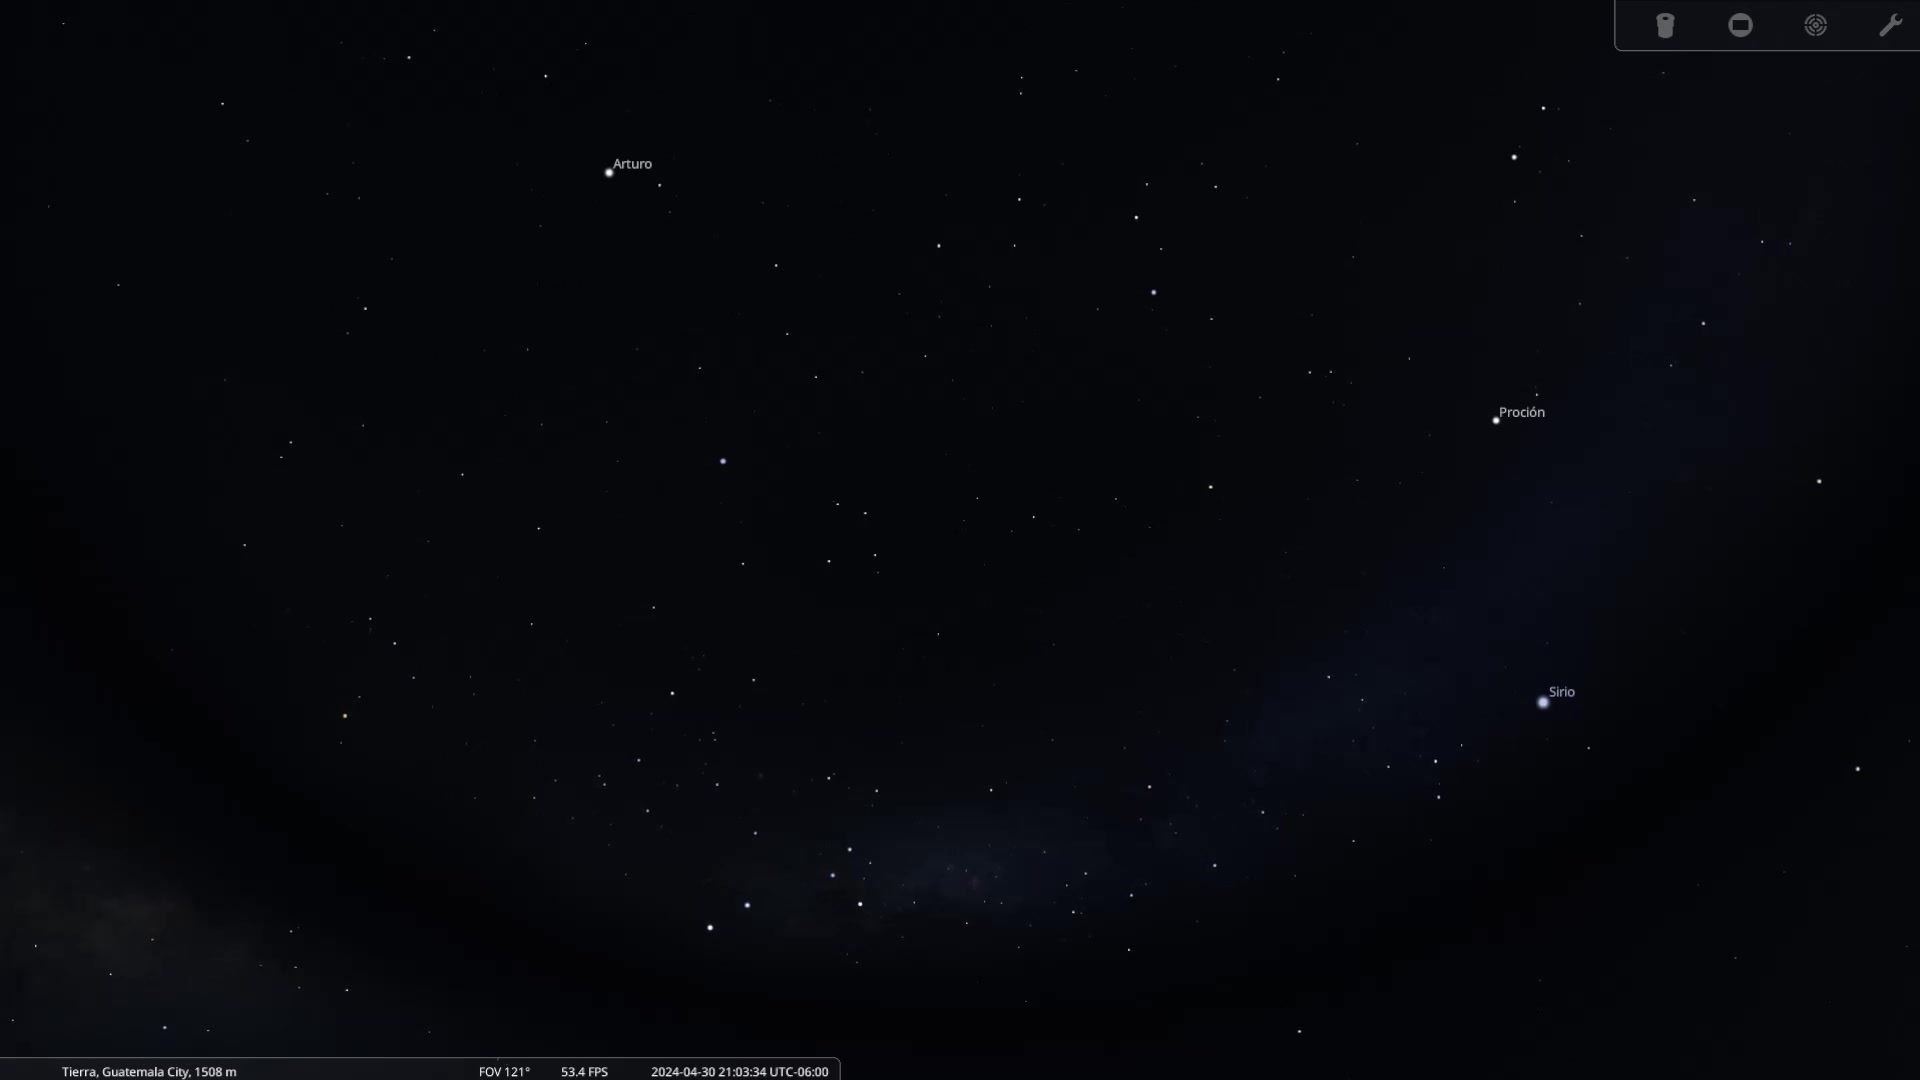 Arturo
Proción
Sirio
Tierra, Guatemala City, 1508 m FOV 121° 53.4 FPS 2024-04-30 21:03:34 UTC-06:00